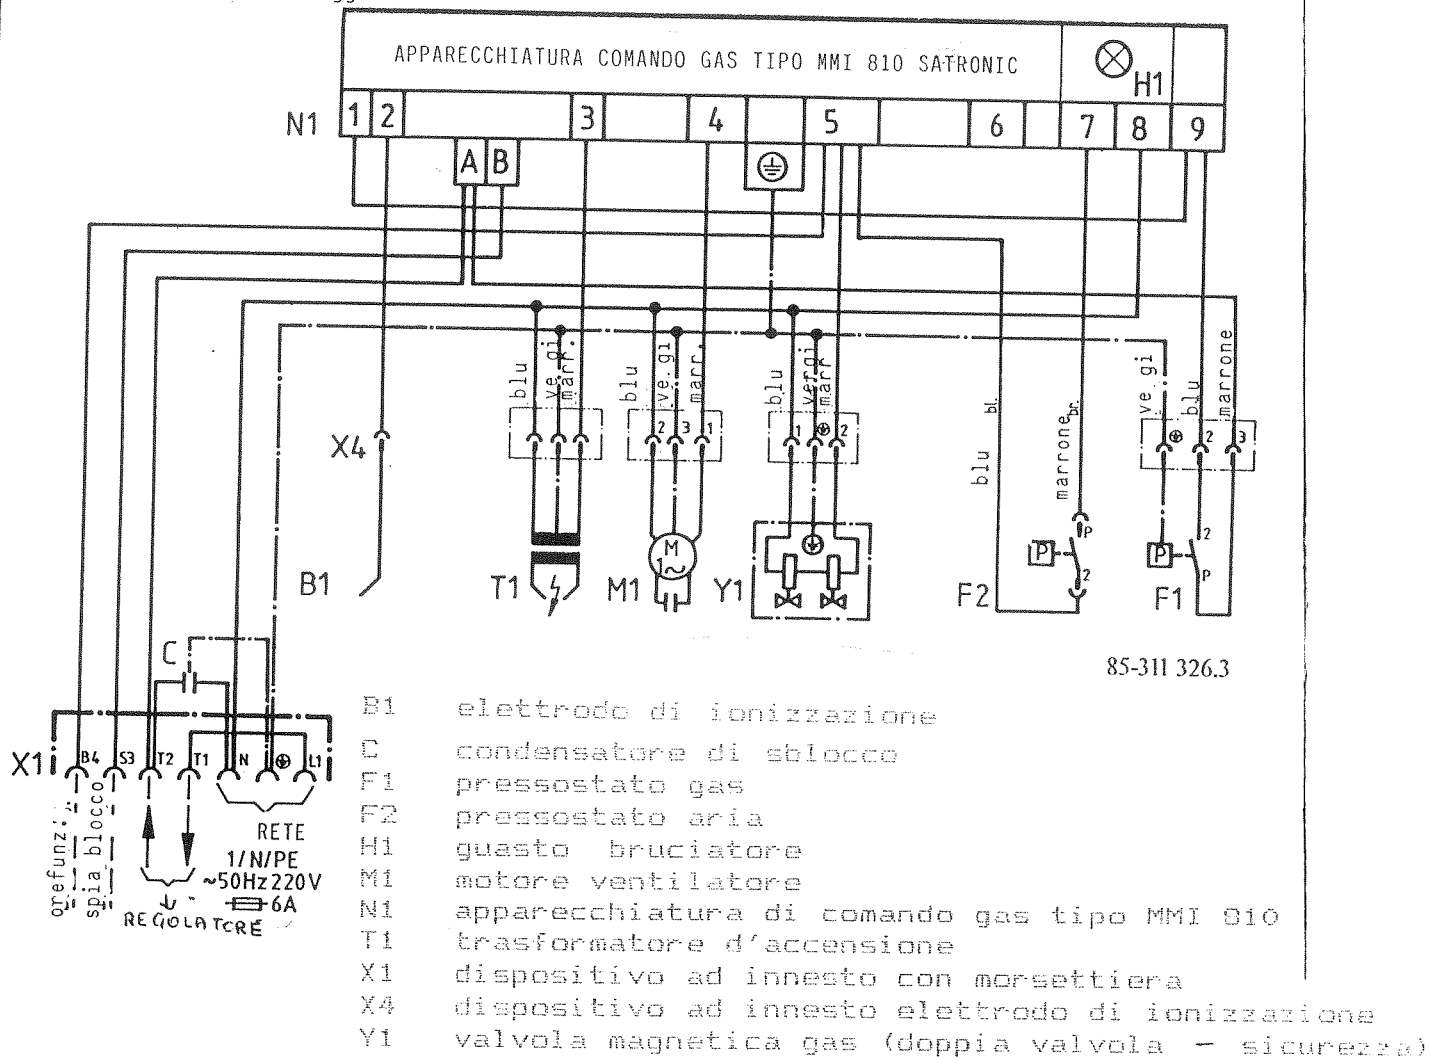 APPARECCHIATURA COMANDO GAS TIPO MMI 810 SATRONIC
H1
N1 1 2 3 4 5 6 7 8 9
A B
blu ve. gi marr.
blu ve. gi marr.
blu ve. gi marr
bl. br.
blu marrone
ve gi blu marrone
2 3 1
1 2
2 3
X4
B1 T1 M1 Y1 F2 F1
M
1~
P P 2
P 2 P
85-311 326.3
C
X1 B4 S3 T2 T1 N L1
orefunz.
spia blocco
RETE
1/N/PE
~50Hz 220V
6A
REGOLATORE
B1 elettrodo di ionizzazione
C condensatore di sblocco
F1 pressostato gas
F2 pressostato aria
H1 guasto bruciatore
M1 motore ventilatore
N1 apparecchiatura di comando gas tipo MMI 810
T1 trasformatore d'accensione
X1 dispositivo ad innesto con morsettiera
X4 dispositivo ad innesto elettrodo di ionizzazione
Y1 valvola magnetica gas (doppia valvola - sicurezza)